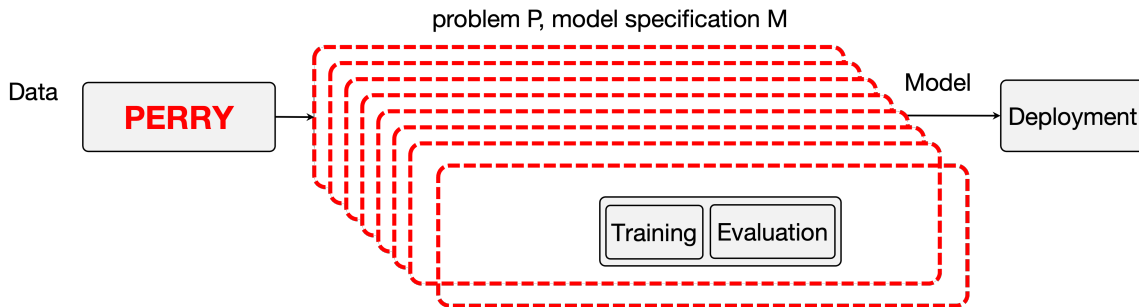 problem P, model specification M
Data
PERRY
Model
Deployment
Training
Evaluation